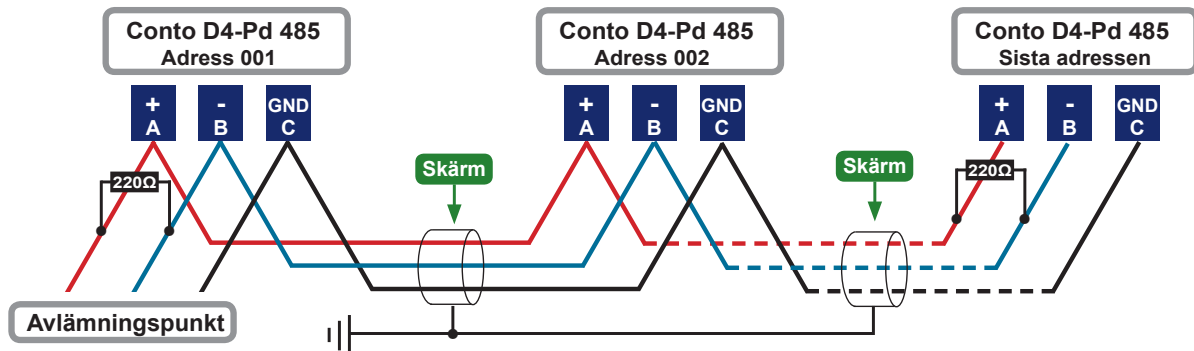 Conto D4-Pd 485
Adress 001
Conto D4-Pd 485
Adress 002
Conto D4-Pd 485
Sista adressen
+
A
-
B
GND
C
+
A
-
B
GND
C
+
A
-
B
GND
C
220Ω
Skärm
Skärm
220Ω
Avlämningspunkt